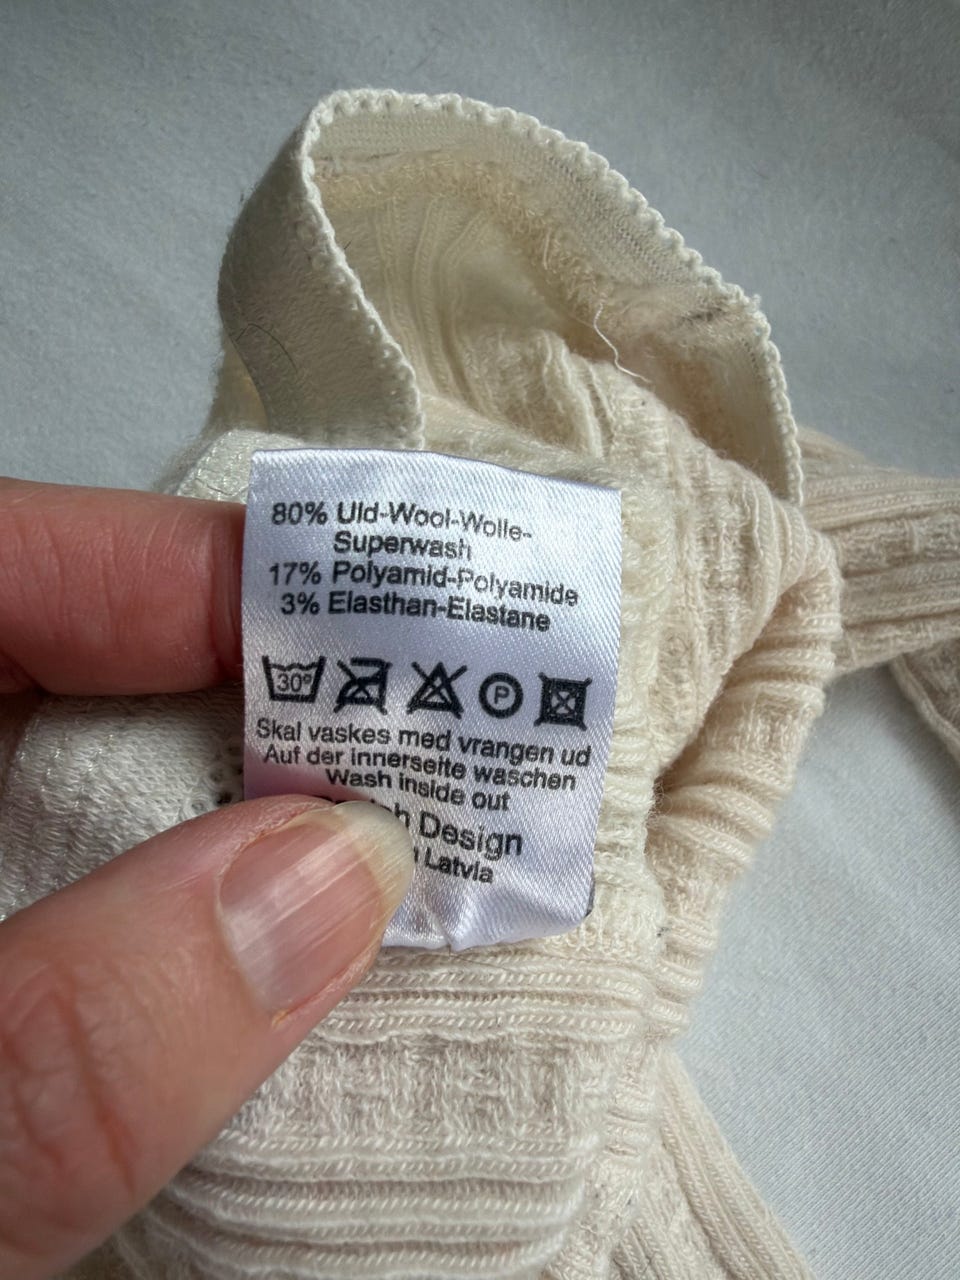 80% Uld-Wool-Wolle-
Superwash
17% Polyamid-Polyamide
3% Elasthan-Elastane
30° P
Skal vaskes med vrangen ud
Auf der innerseite waschen
Wash inside out
Design
Latvia